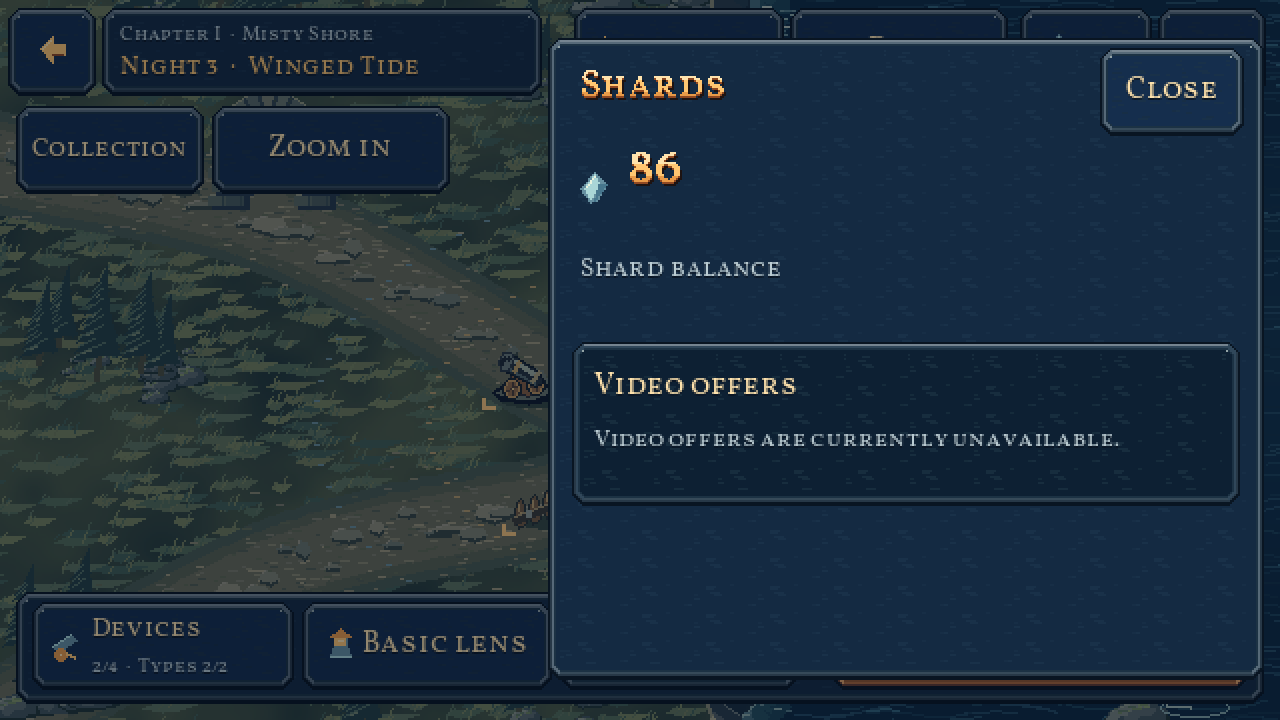 Chapter I · Misty Shore
Night 3 · Winged Tide
Collection
Zoom in
Shards
Close
86
Shard balance
Video offers
Video offers are currently unavailable.
Devices
2/4 · Types 2/2
Basic lens